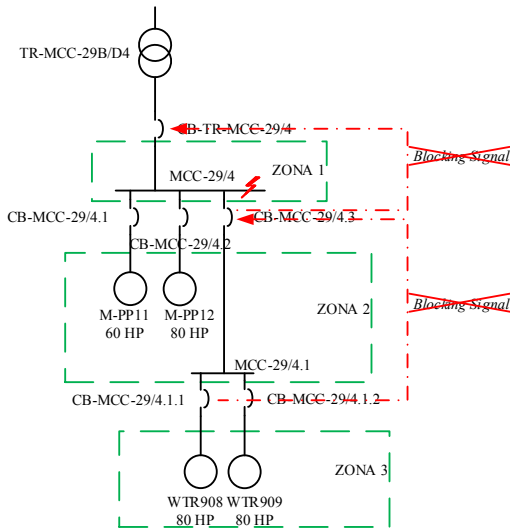 TR-MCC-29B/D4
CB-TR-MCC-29/4
Blocking Signal
ZONA 1
MCC-29/4
CB-MCC-29/4.1
CB-MCC-29/4.3
CB-MCC-29/4.2
M-PP11
60 HP
M-PP12
80 HP
ZONA 2
Blocking Signal
MCC-29/4.1
CB-MCC-29/4.1.1
CB-MCC-29/4.1.2
ZONA 3
WTR908
80 HP
WTR909
80 HP